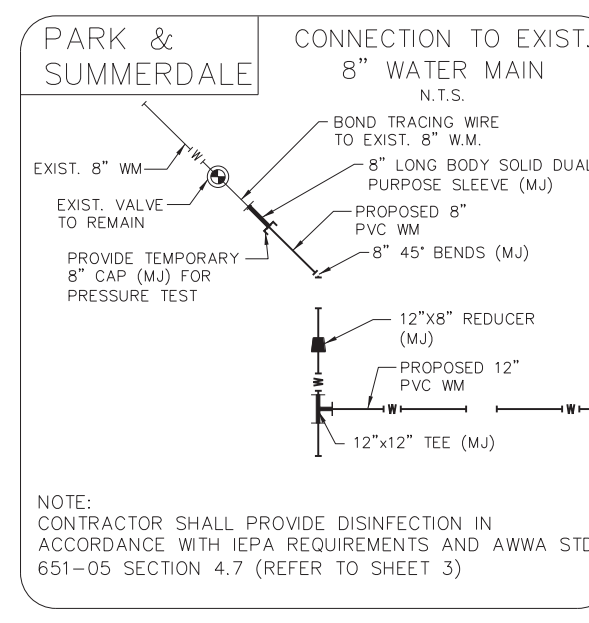 PARK &
SUMMERDALE
CONNECTION TO EXIST.
8" WATER MAIN
N.T.S.
BOND TRACING WIRE
TO EXIST. 8" W.M.
W
EXIST. 8" WM
8" LONG BODY SOLID DUAL
PURPOSE SLEEVE (MJ)
EXIST. VALVE
TO REMAIN
PROPOSED 8"
PVC WM
PROVIDE TEMPORARY
8" CAP (MJ) FOR
PRESSURE TEST
8" 45° BENDS (MJ)
12"X8" REDUCER
(MJ)
PROPOSED 12"
PVC WM
W
W
W
12"x12" TEE (MJ)
NOTE:
CONTRACTOR SHALL PROVIDE DISINFECTION IN
ACCORDANCE WITH IEPA REQUIREMENTS AND AWWA STD
651-05 SECTION 4.7 (REFER TO SHEET 3)